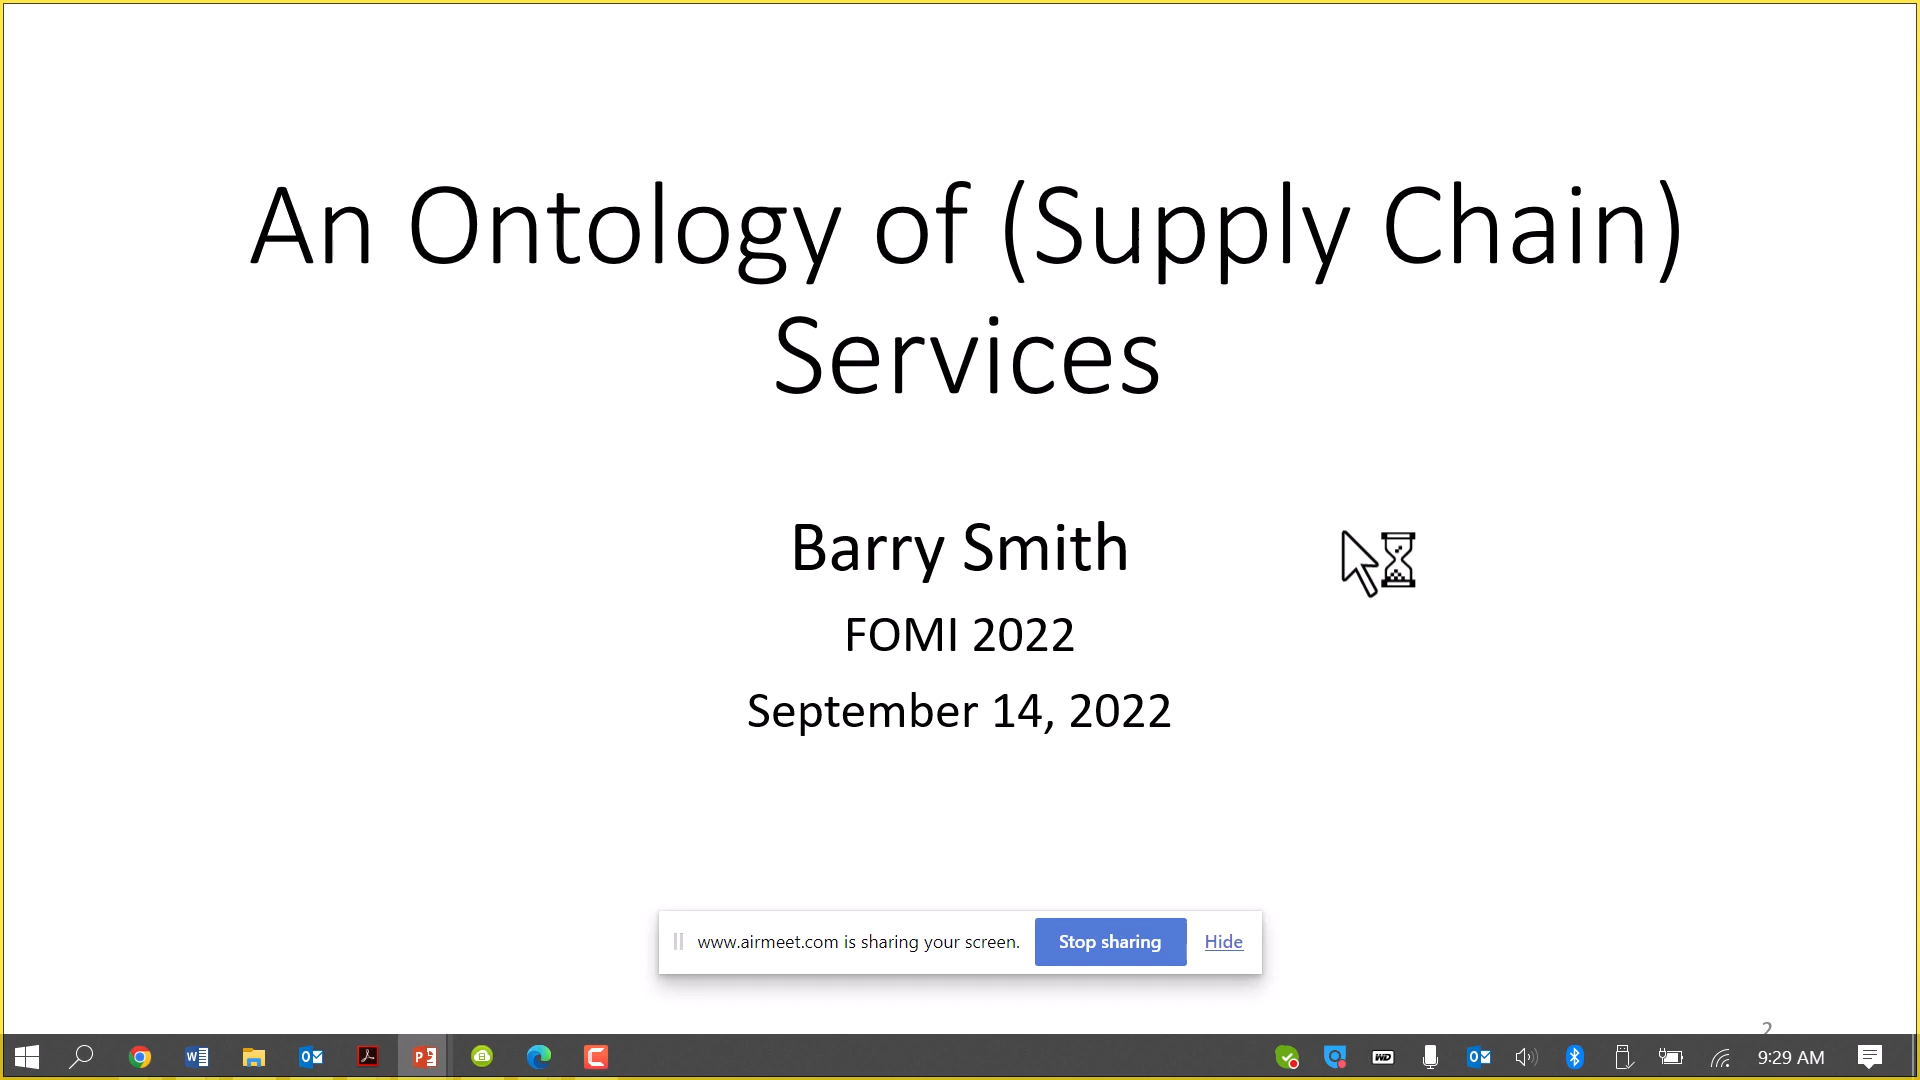 An Ontology of (Supply Chain)
Services
Barry Smith
FOMI 2022
September 14, 2022
www.airmeet.com is sharing your screen. Stop sharing Hide
2
9:29 AM